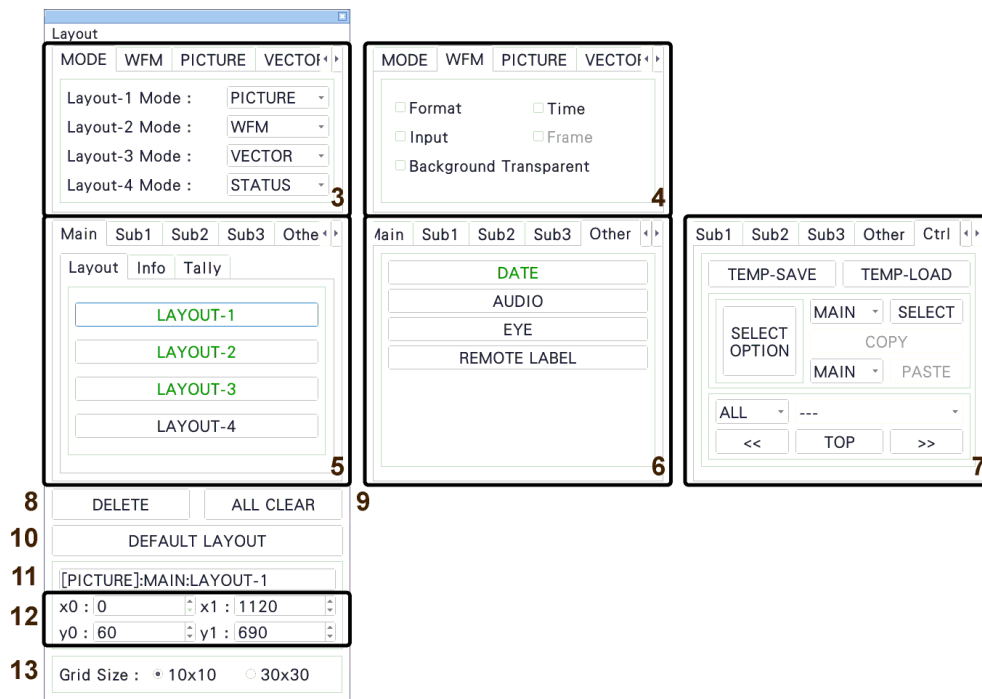 Layout
MODE WFM PICTURE VECTOR
Layout-1 Mode : PICTURE
Layout-2 Mode : WFM
Layout-3 Mode : VECTOR
Layout-4 Mode : STATUS
3
MODE WFM PICTURE VECTOR
Format Time
Input Frame
Background Transparent
4
Main Sub1 Sub2 Sub3 Othe
Layout Info Tally
LAYOUT-1
LAYOUT-2
LAYOUT-3
LAYOUT-4
5
Main Sub1 Sub2 Sub3 Other
DATE
AUDIO
EYE
REMOTE LABEL
6
Sub1 Sub2 Sub3 Other Ctrl
TEMP-SAVE TEMP-LOAD
SELECT OPTION
MAIN SELECT
COPY
MAIN PASTE
ALL ---
<< TOP >>
7
8 DELETE ALL CLEAR 9
10 DEFAULT LAYOUT
11 [PICTURE]:MAIN:LAYOUT-1
12
x0 : 0 x1 : 1120
y0 : 60 y1 : 690
13 Grid Size : 10x10 30x30